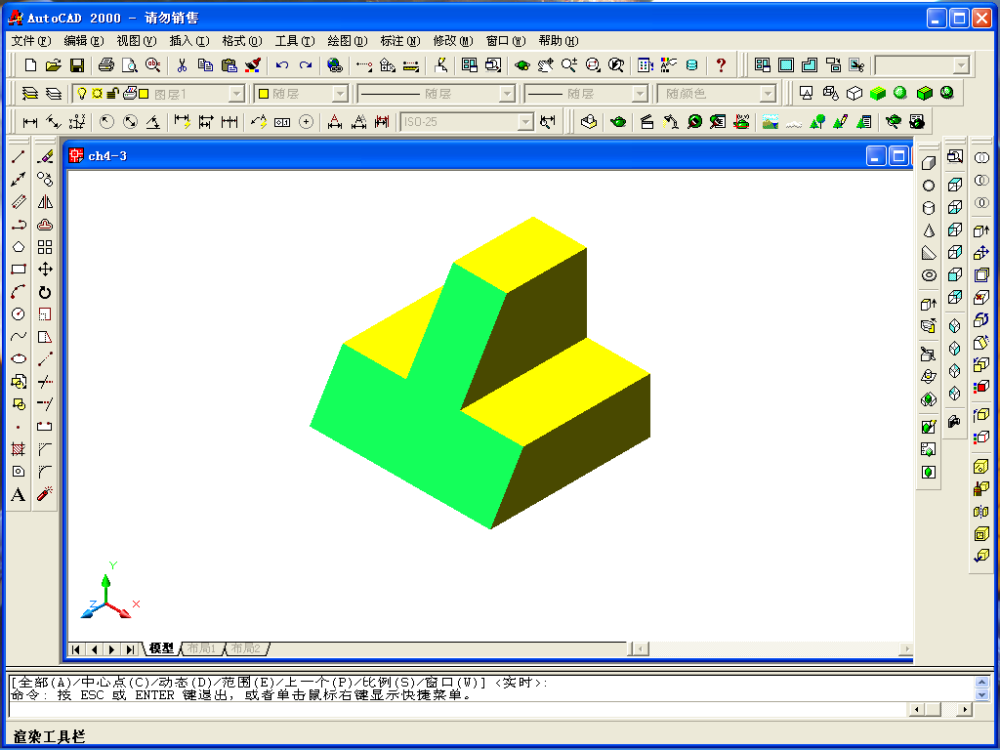 AutoCAD 2000 - 请勿销售
文件(F) 编辑(E) 视图(V) 插入(I) 格式(O) 工具(T) 绘图(D) 标注(N) 修改(M) 窗口(W) 帮助(H)
图层1 随层 随层 随层 随颜色
ISO-25
ch4-3
Y
Z X
模型 布局1 布局2
[全部(A)/中心点(C)/动态(D)/范围(E)/上一个(P)/比例(S)/窗口(W)] <实时>:
命令: 按 ESC 或 ENTER 键退出，或者单击鼠标右键显示快捷菜单。
渲染工具栏